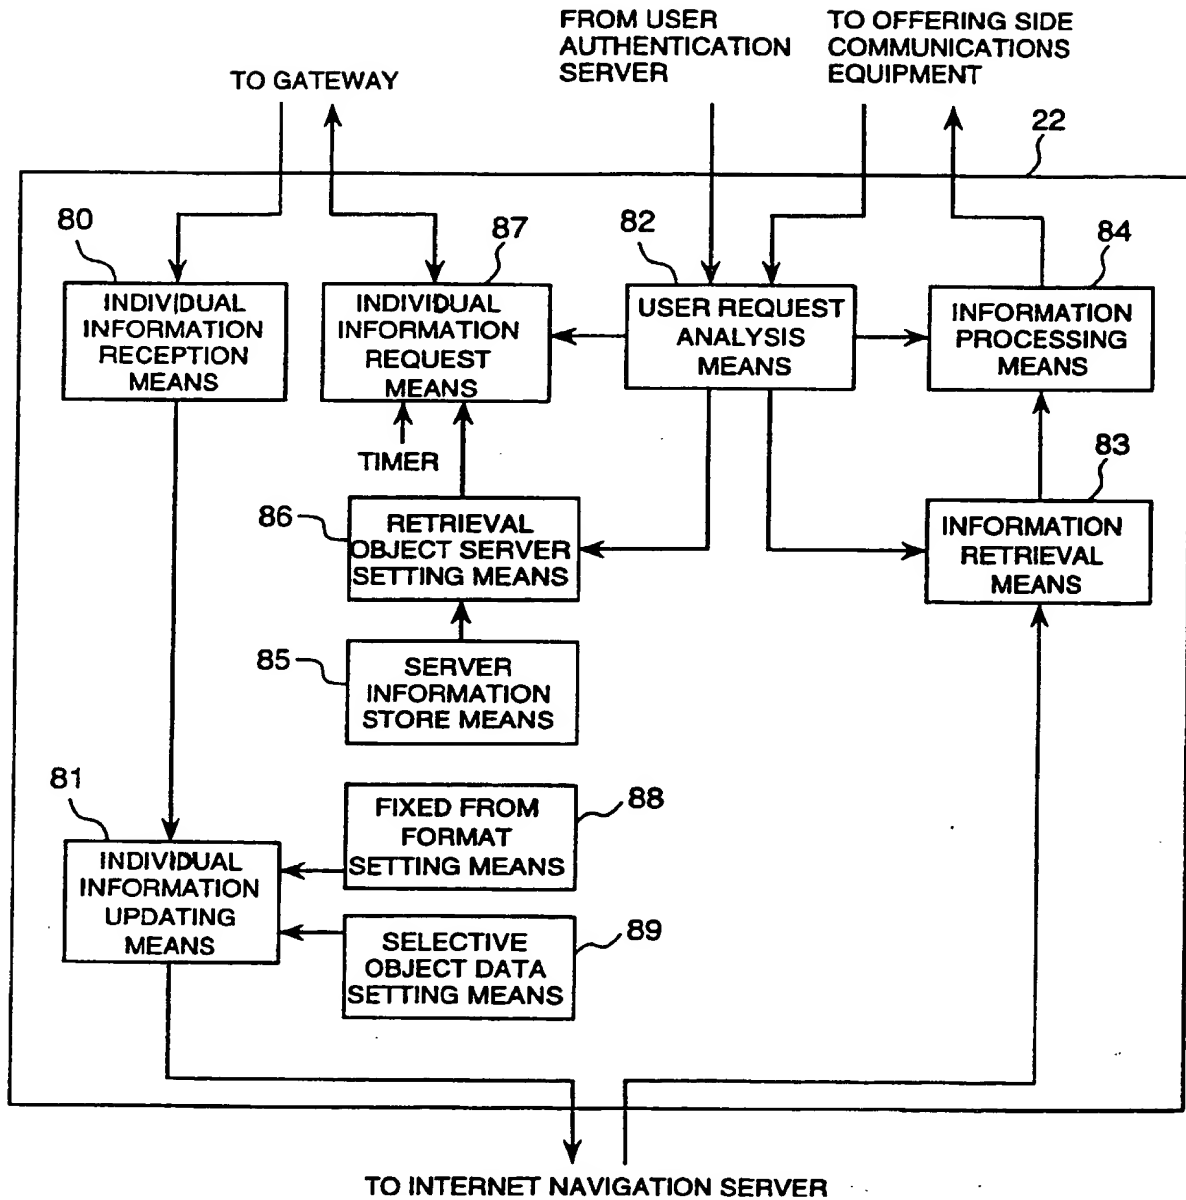 FROM USER
AUTHENTICATION
SERVER
TO OFFERING SIDE
COMMUNICATIONS
EQUIPMENT
TO GATEWAY
22
80
INDIVIDUAL
INFORMATION
RECEPTION
MEANS
87
INDIVIDUAL
INFORMATION
REQUEST
MEANS
82
USER REQUEST
ANALYSIS
MEANS
84
INFORMATION
PROCESSING
MEANS
TIMER
86
RETRIEVAL
OBJECT SERVER
SETTING MEANS
83
INFORMATION
RETRIEVAL
MEANS
85
SERVER
INFORMATION
STORE MEANS
81
INDIVIDUAL
INFORMATION
UPDATING
MEANS
88
FIXED FROM
FORMAT
SETTING MEANS
89
SELECTIVE
OBJECT DATA
SETTING MEANS
TO INTERNET NAVIGATION SERVER